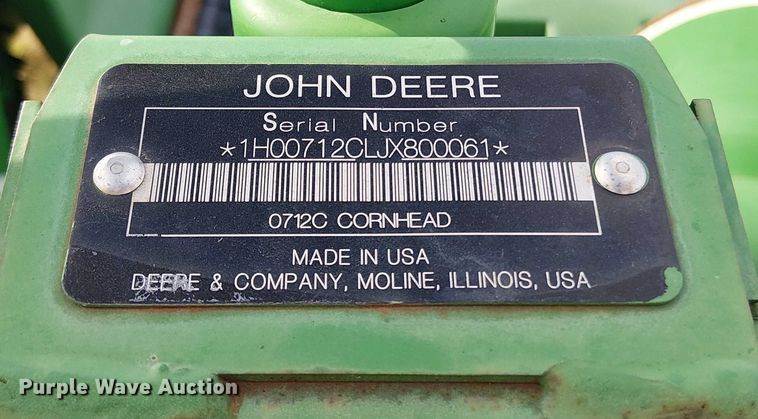 JOHN DEERE
Serial Number
*1H00712CLJX800061*
0712C CORNHEAD
MADE IN USA
DEERE & COMPANY, MOLINE, ILLINOIS, USA
Purple Wave Auction